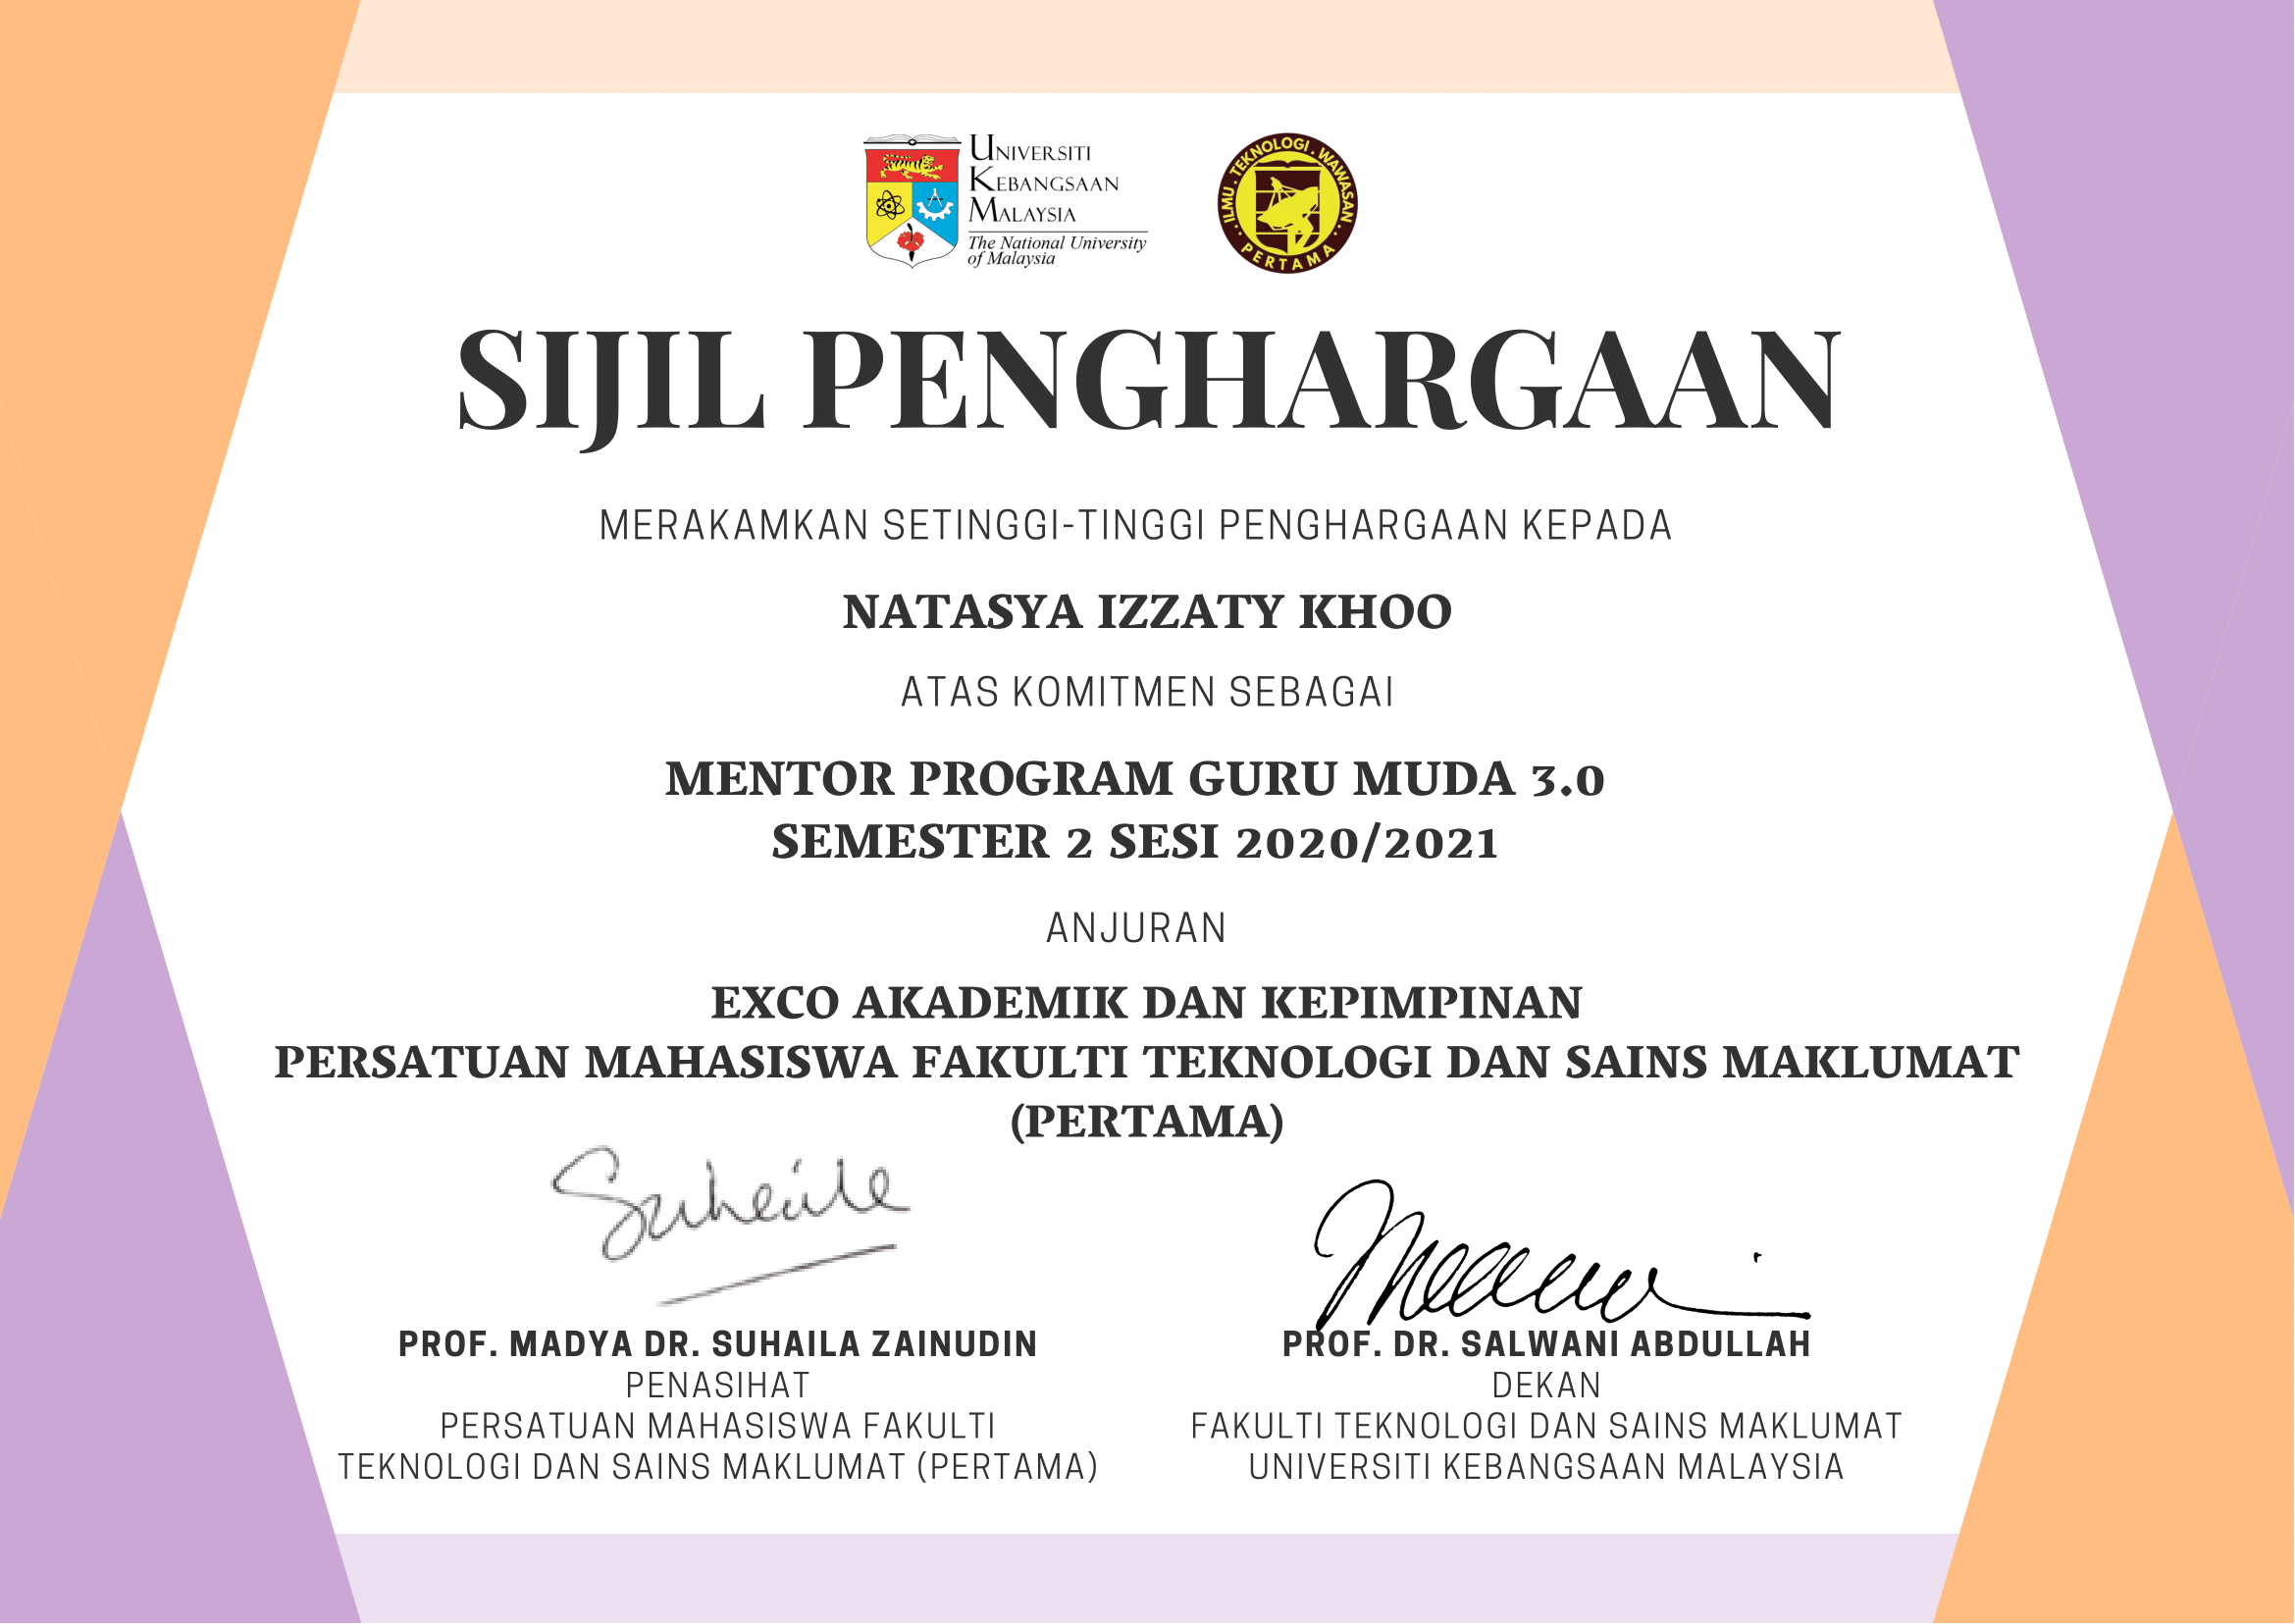 UNIVERSITI
KEBANGSAAN
MALAYSIA
The National University
of Malaysia
ILMU . TEKNOLOGI . WAWASAN
PERTAMA
SIJIL PENGHARGAAN
MERAKAMKAN SETINGGI-TINGGI PENGHARGAAN KEPADA
NATASYA IZZATY KHOO
ATAS KOMITMEN SEBAGAI
MENTOR PROGRAM GURU MUDA 3.0
SEMESTER 2 SESI 2020/2021
ANJURAN
EXCO AKADEMIK DAN KEPIMPINAN
PERSATUAN MAHASISWA FAKULTI TEKNOLOGI DAN SAINS MAKLUMAT
(PERTAMA)
Suhaila
PROF. MADYA DR. SUHAILA ZAINUDIN
PENASIHAT
PERSATUAN MAHASISWA FAKULTI
TEKNOLOGI DAN SAINS MAKLUMAT (PERTAMA)
PROF. DR. SALWANI ABDULLAH
DEKAN
FAKULTI TEKNOLOGI DAN SAINS MAKLUMAT
UNIVERSITI KEBANGSAAN MALAYSIA